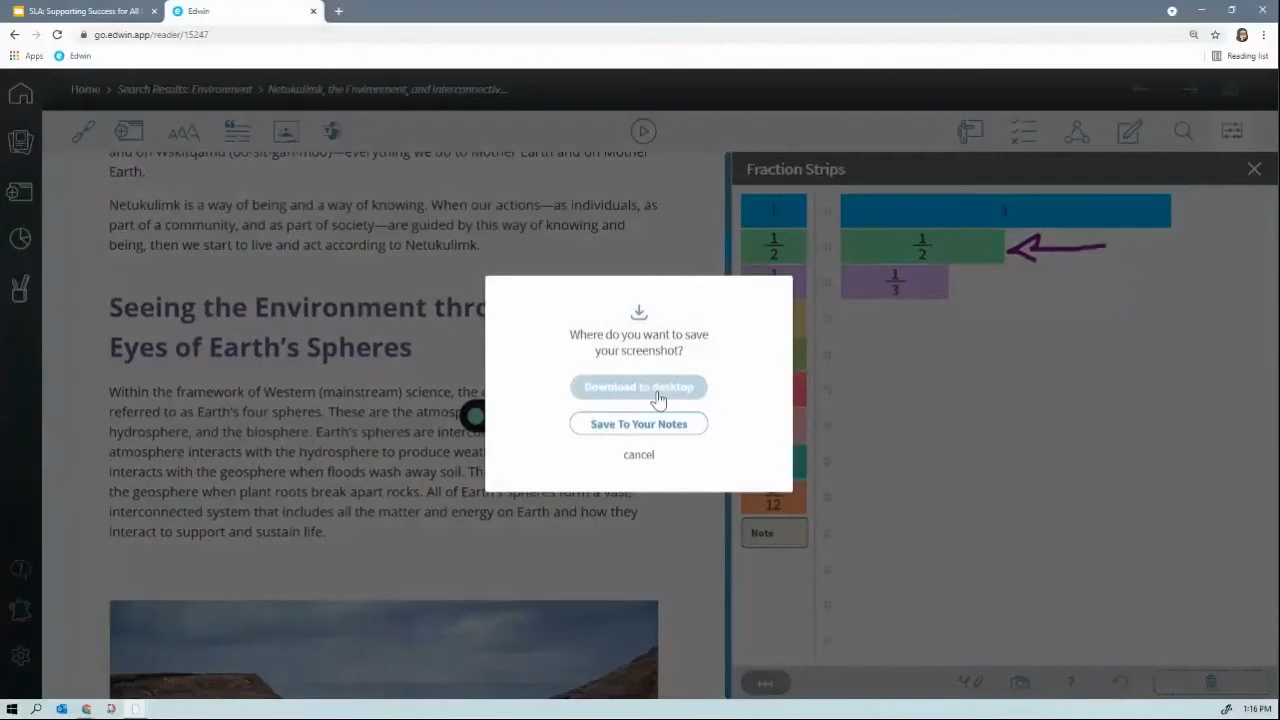 SLA: Supporting Success for All
Edwin
go.edwin.app/reader/15247
Apps
Edwin
Reading list
Home > Search Results: Environment > Netukulimk, the Environment, and Interconnectiv...
and on Wskitqamu (oo-sit-gam-moo)—everything we do to Mother Earth and on Mother
Earth.
Netukulimk is a way of being and a way of knowing. When our actions—as individuals, as
part of a community, and as part of society—are guided by this way of knowing and
being, then we start to live and act according to Netukulimk.
Seeing the Environment thro
Eyes of Earth's Spheres
Within the framework of Western (mainstream) science, the
referred to as Earth's four spheres. These are the atmos
hydrosphere, and the biosphere. Earth's spheres are interc
atmosphere interacts with the hydrosphere to produce weat
interacts with the geosphere when floods wash away soil. Th
the geosphere when plant roots break apart rocks. All of Earth's spheres form a vast,
interconnected system that includes all the matter and energy on Earth and how they
interact to support and sustain life.
Where do you want to save
your screenshot?
Download to desktop
Save To Your Notes
cancel
Fraction Strips
1
1
1/2
1/2
1
1/3
12
Note
1:16 PM